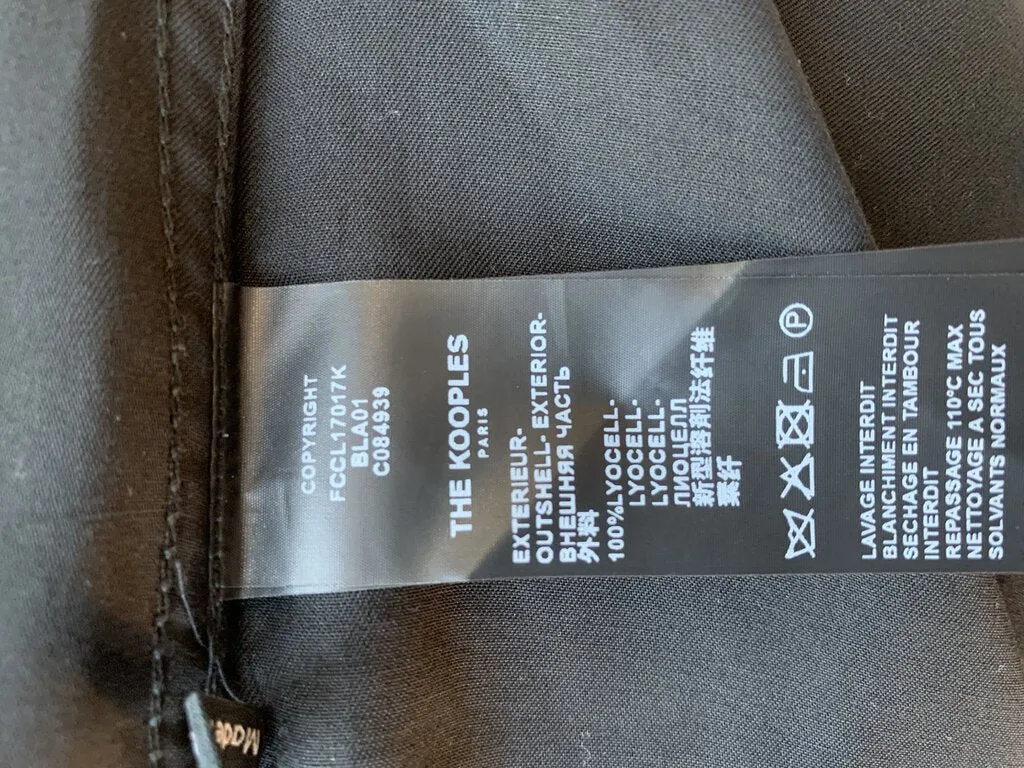 COPYRIGHT
FCCL17017K
BLA01
C084939
THE KOOPLES
PARIS
EXTERIEUR-
OUTSHELL- EXTERIOR-
ВНЕШНЯЯ ЧАСТЬ
外料
100%LYOCELL-
LYOCELL-
LYOCELL-
ЛИОЦЕЛЛ
新型溶剂法纤维
素纤
P
LAVAGE INTERDIT
BLANCHIMENT INTERDIT
SECHAGE EN TAMBOUR
INTERDIT
REPASSAGE 110°C MAX
NETTOYAGE A SEC TOUS
SOLVANTS NORMAUX
Made